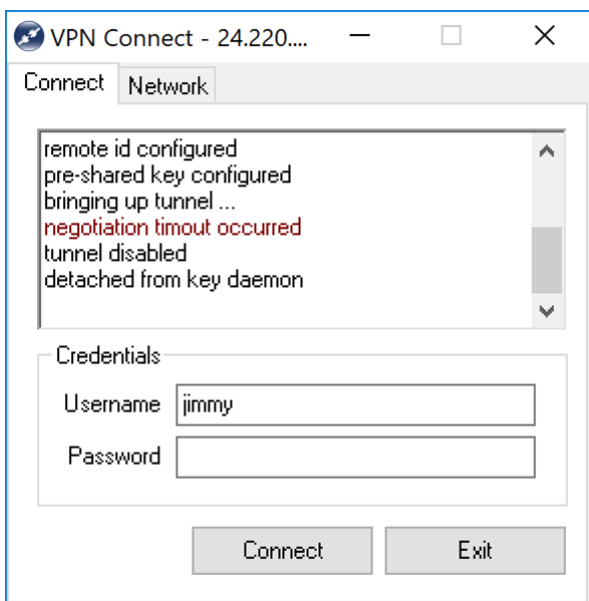 VPN Connect - 24.220....
Connect Network
remote id configured
pre-shared key configured
bringing up tunnel ...
negotiation timout occurred
tunnel disabled
detached from key daemon
Credentials
Username jimmy
Password
Connect Exit